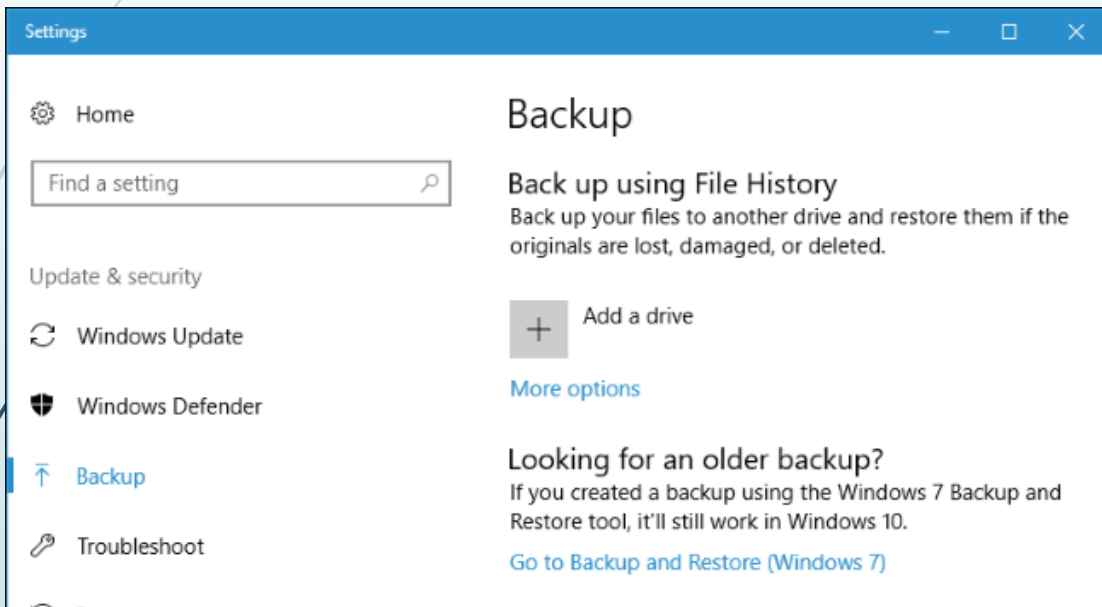 Settings
Home
Find a setting
Update & security
Windows Update
Windows Defender
Backup
Troubleshoot
Backup
Back up using File History
Back up your files to another drive and restore them if the
originals are lost, damaged, or deleted.
Add a drive
More options
Looking for an older backup?
If you created a backup using the Windows 7 Backup and
Restore tool, it'll still work in Windows 10.
Go to Backup and Restore (Windows 7)